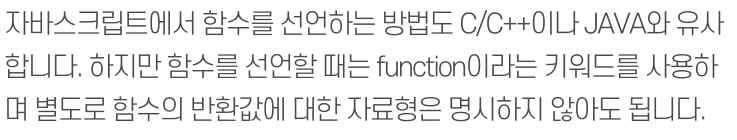 자바스크립트에서 함수를 선언하는 방법도 C/C++이나 JAVA와 유사
합니다. 하지만 함수를 선언할 때는 function이라는 키워드를 사용하
며 별도로 함수의 반환값에 대한 자료형은 명시하지 않아도 됩니다.